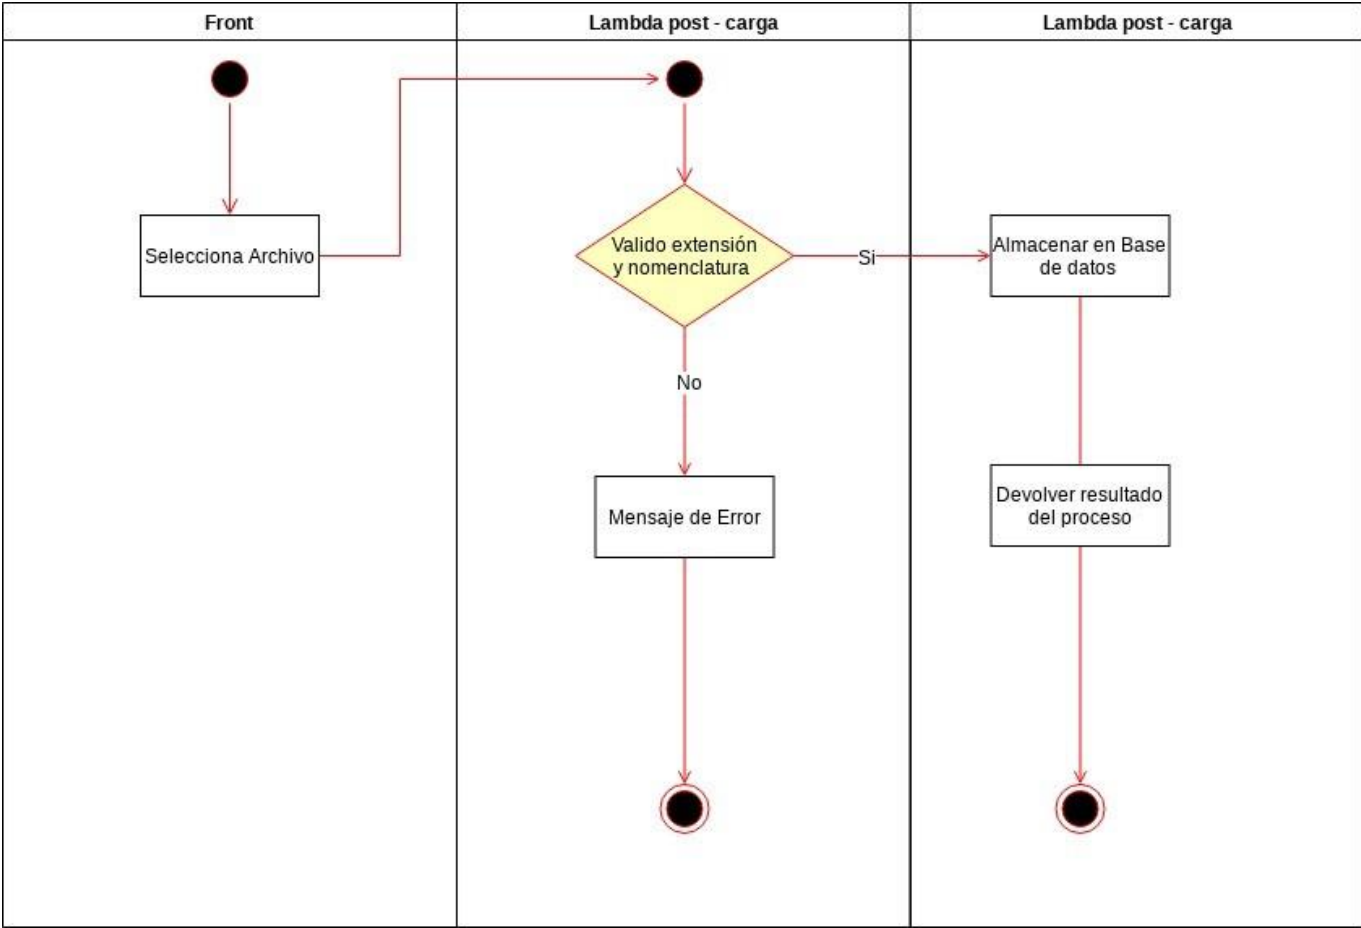 Front
Lambda post - carga
Lambda post - carga
Selecciona Archivo
Valido extensión
y nomenclatura
Si
Almacenar en Base
de datos
No
Mensaje de Error
Devolver resultado
del proceso